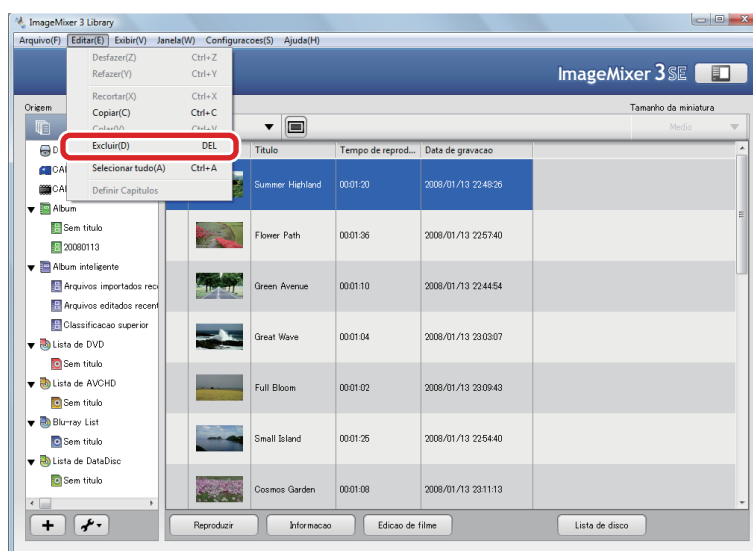 ImageMixer 3 Library
Arquivo(F) Editar(E) Exibir(V) Janela(W) Configuracoes(S) Ajuda(H)
Desfazer(Z) Ctrl+Z
Refazer(Y) Ctrl+Y
Recortar(X) Ctrl+X
Copiar(C) Ctrl+C
Colar(V) Ctrl+V
Excluir(D) DEL
Selecionar tudo(A) Ctrl+A
Definir Capitulos
ImageMixer 3 SE
Origem
Tamanho da miniatura
Medio
Titulo Tempo de reprod... Data de gravacao
Album
Sem titulo
20080113
Album inteligente
Arquivos importados rec
Arquivos editados recent
Classificacao superior
Lista de DVD
Sem titulo
Lista de AVCHD
Sem titulo
Blu-ray List
Sem titulo
Lista de DataDisc
Sem titulo
Summer Highland 00:01:20 2008/01/13 22:48:26
Flower Path 00:01:36 2008/01/13 22:57:40
Green Avenue 00:01:10 2008/01/13 22:44:54
Great Wave 00:01:04 2008/01/13 23:03:07
Full Bloom 00:01:02 2008/01/13 23:09:43
Small Island 00:01:25 2008/01/13 22:54:40
Cosmos Garden 00:01:08 2008/01/13 23:11:13
Reproduzir Informacao Edicao de filme Lista de disco